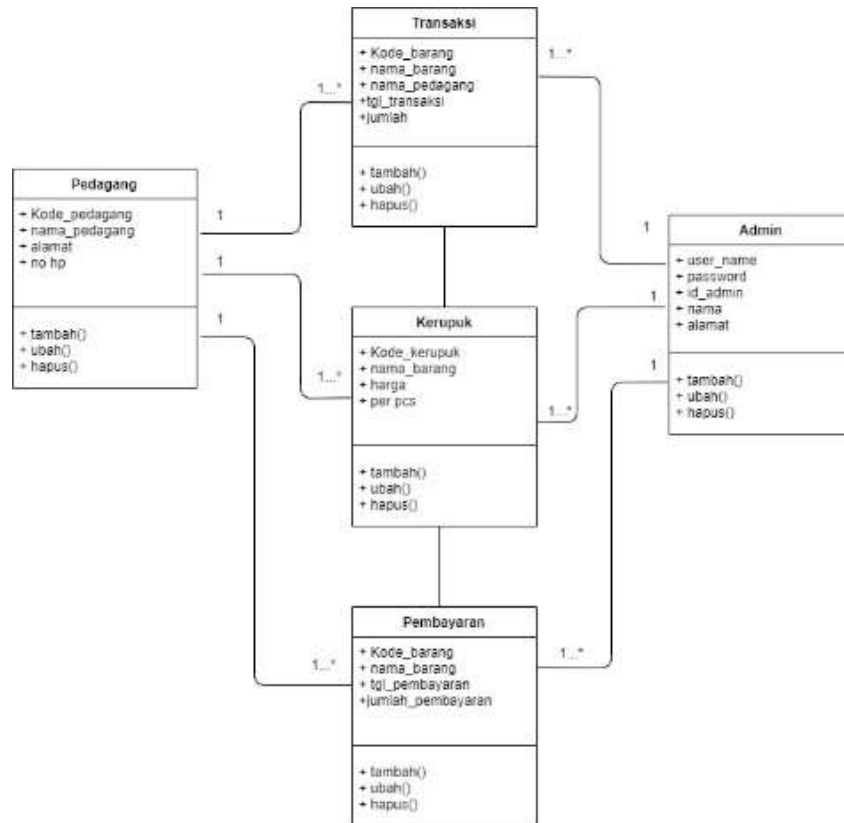 Transaksi
+ Kode_barang
+ nama_barang
+ nama_pedagang
+tgl_transaksi
+jumlah
+ tambah()
+ ubah()
+ hapus()
1...*
1...*
Pedagang
+ Kode_pedagang
+ nama_pedagang
+ alamat
+ no hp
+ tambah()
+ ubah()
+ hapus()
1
1
1
Admin
+ user_name
+ password
+ id_admin
+ nama
+ alamat
+ tambah()
+ ubah()
+ hapus()
1
1
1
Kerupuk
+ Kode_kerupuk
+ nama_barang
+ harga
+ per pcs
+ tambah()
+ ubah()
+ hapus()
1...*
1...*
Pembayaran
+ Kode_barang
+ nama_barang
+ tgl_pembayaran
+jumlah_pembayaran
+ tambah()
+ ubah()
+ hapus()
1...*
1...*